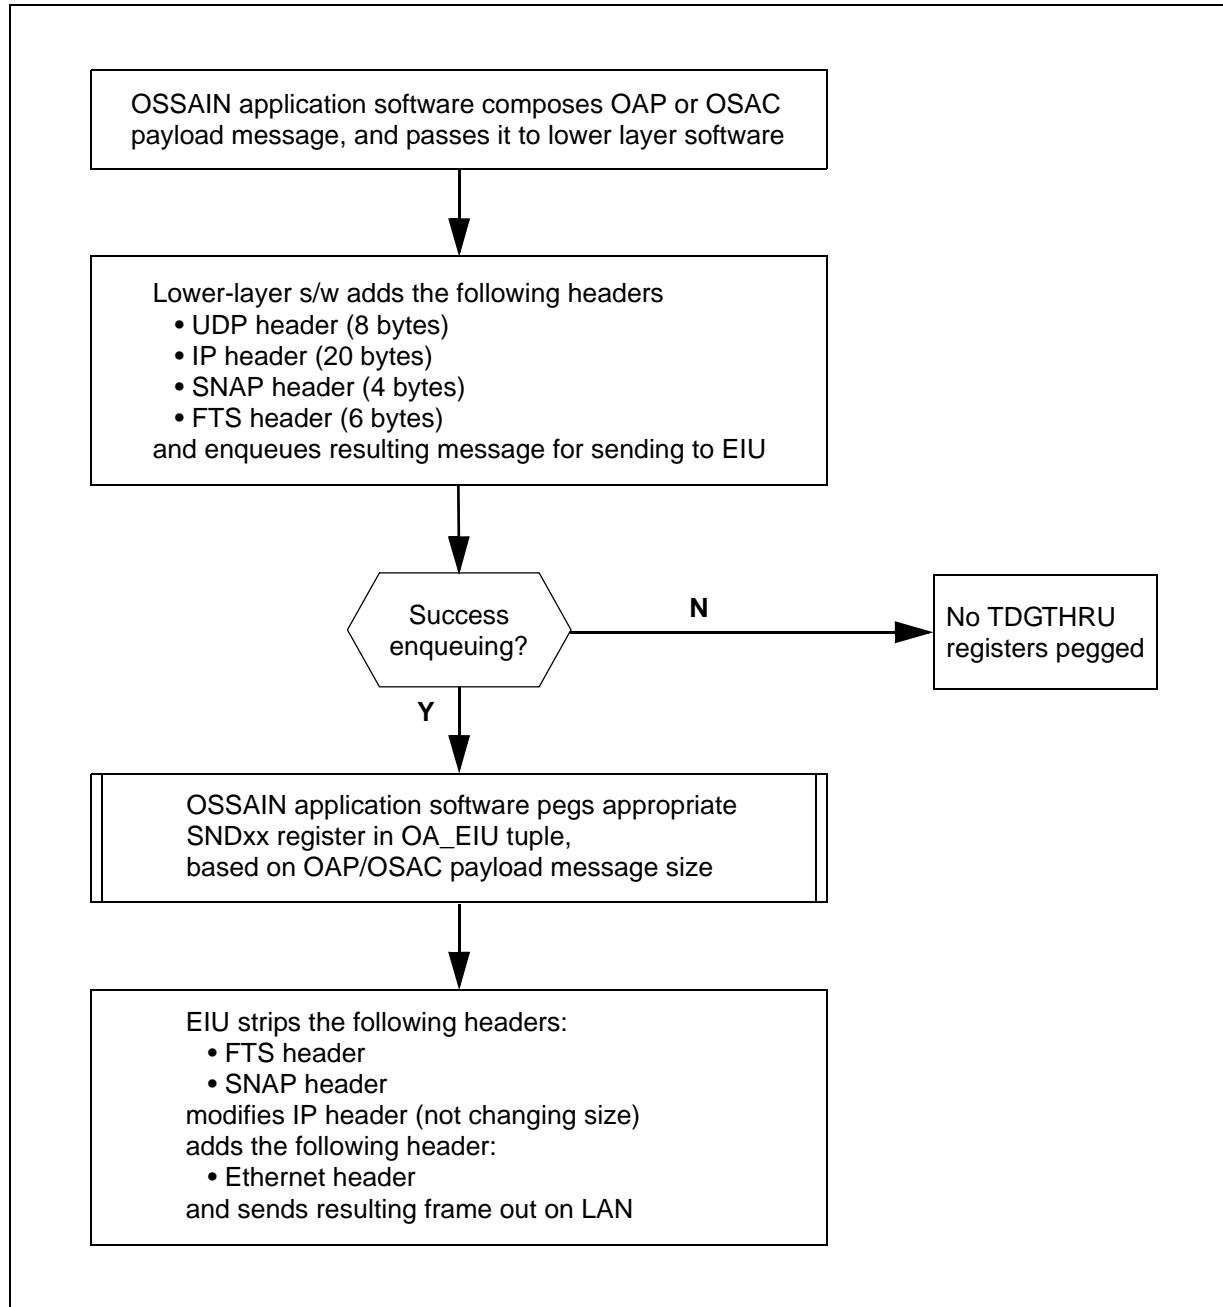 OSSAIN application software composes OAP or OSAC
payload message, and passes it to lower layer software
Lower-layer s/w adds the following headers
• UDP header (8 bytes)
• IP header (20 bytes)
• SNAP header (4 bytes)
• FTS header (6 bytes)
and enqueues resulting message for sending to EIU
Success
enqueuing?
N
No TDGTHRU
registers pegged
Y
OSSAIN application software pegs appropriate
SNDxx register in OA_EIU tuple,
based on OAP/OSAC payload message size
EIU strips the following headers:
• FTS header
• SNAP header
modifies IP header (not changing size)
adds the following header:
• Ethernet header
and sends resulting frame out on LAN